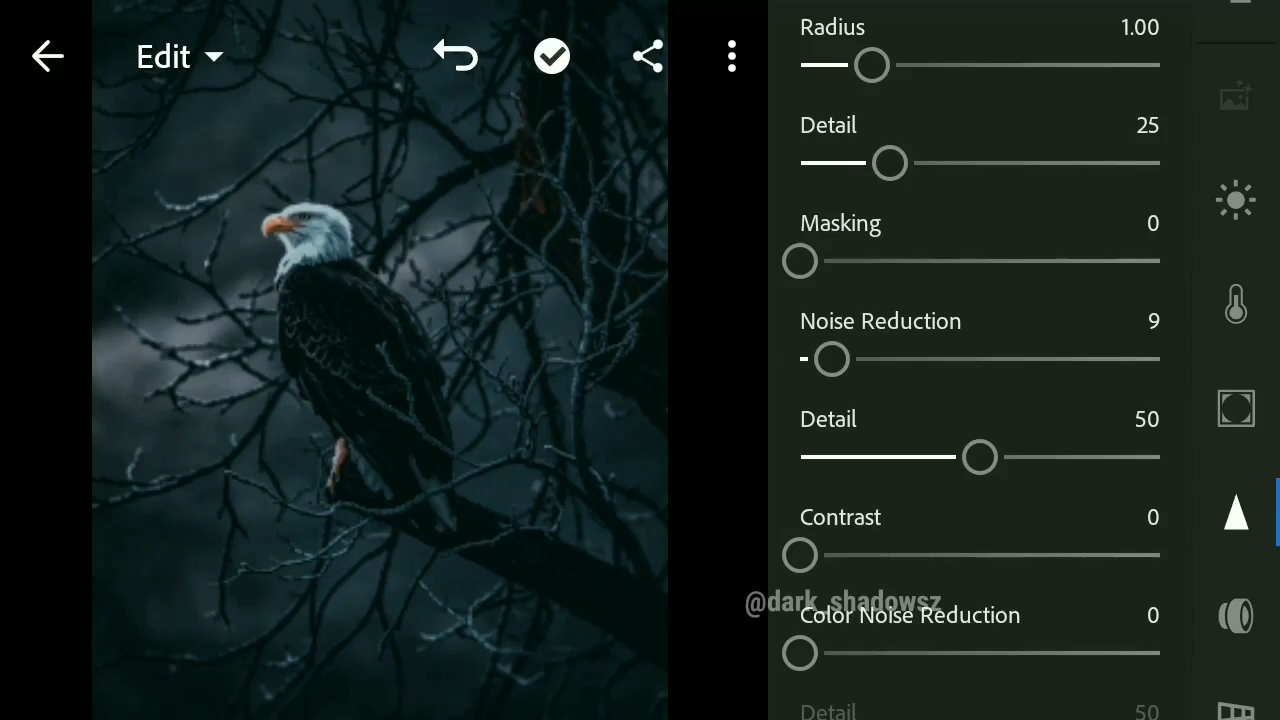 Edit
Radius 1.00
Detail 25
Masking 0
Noise Reduction 9
Detail 50
Contrast 0
@dark_shadowsz
Color Noise Reduction 0
Detail 50